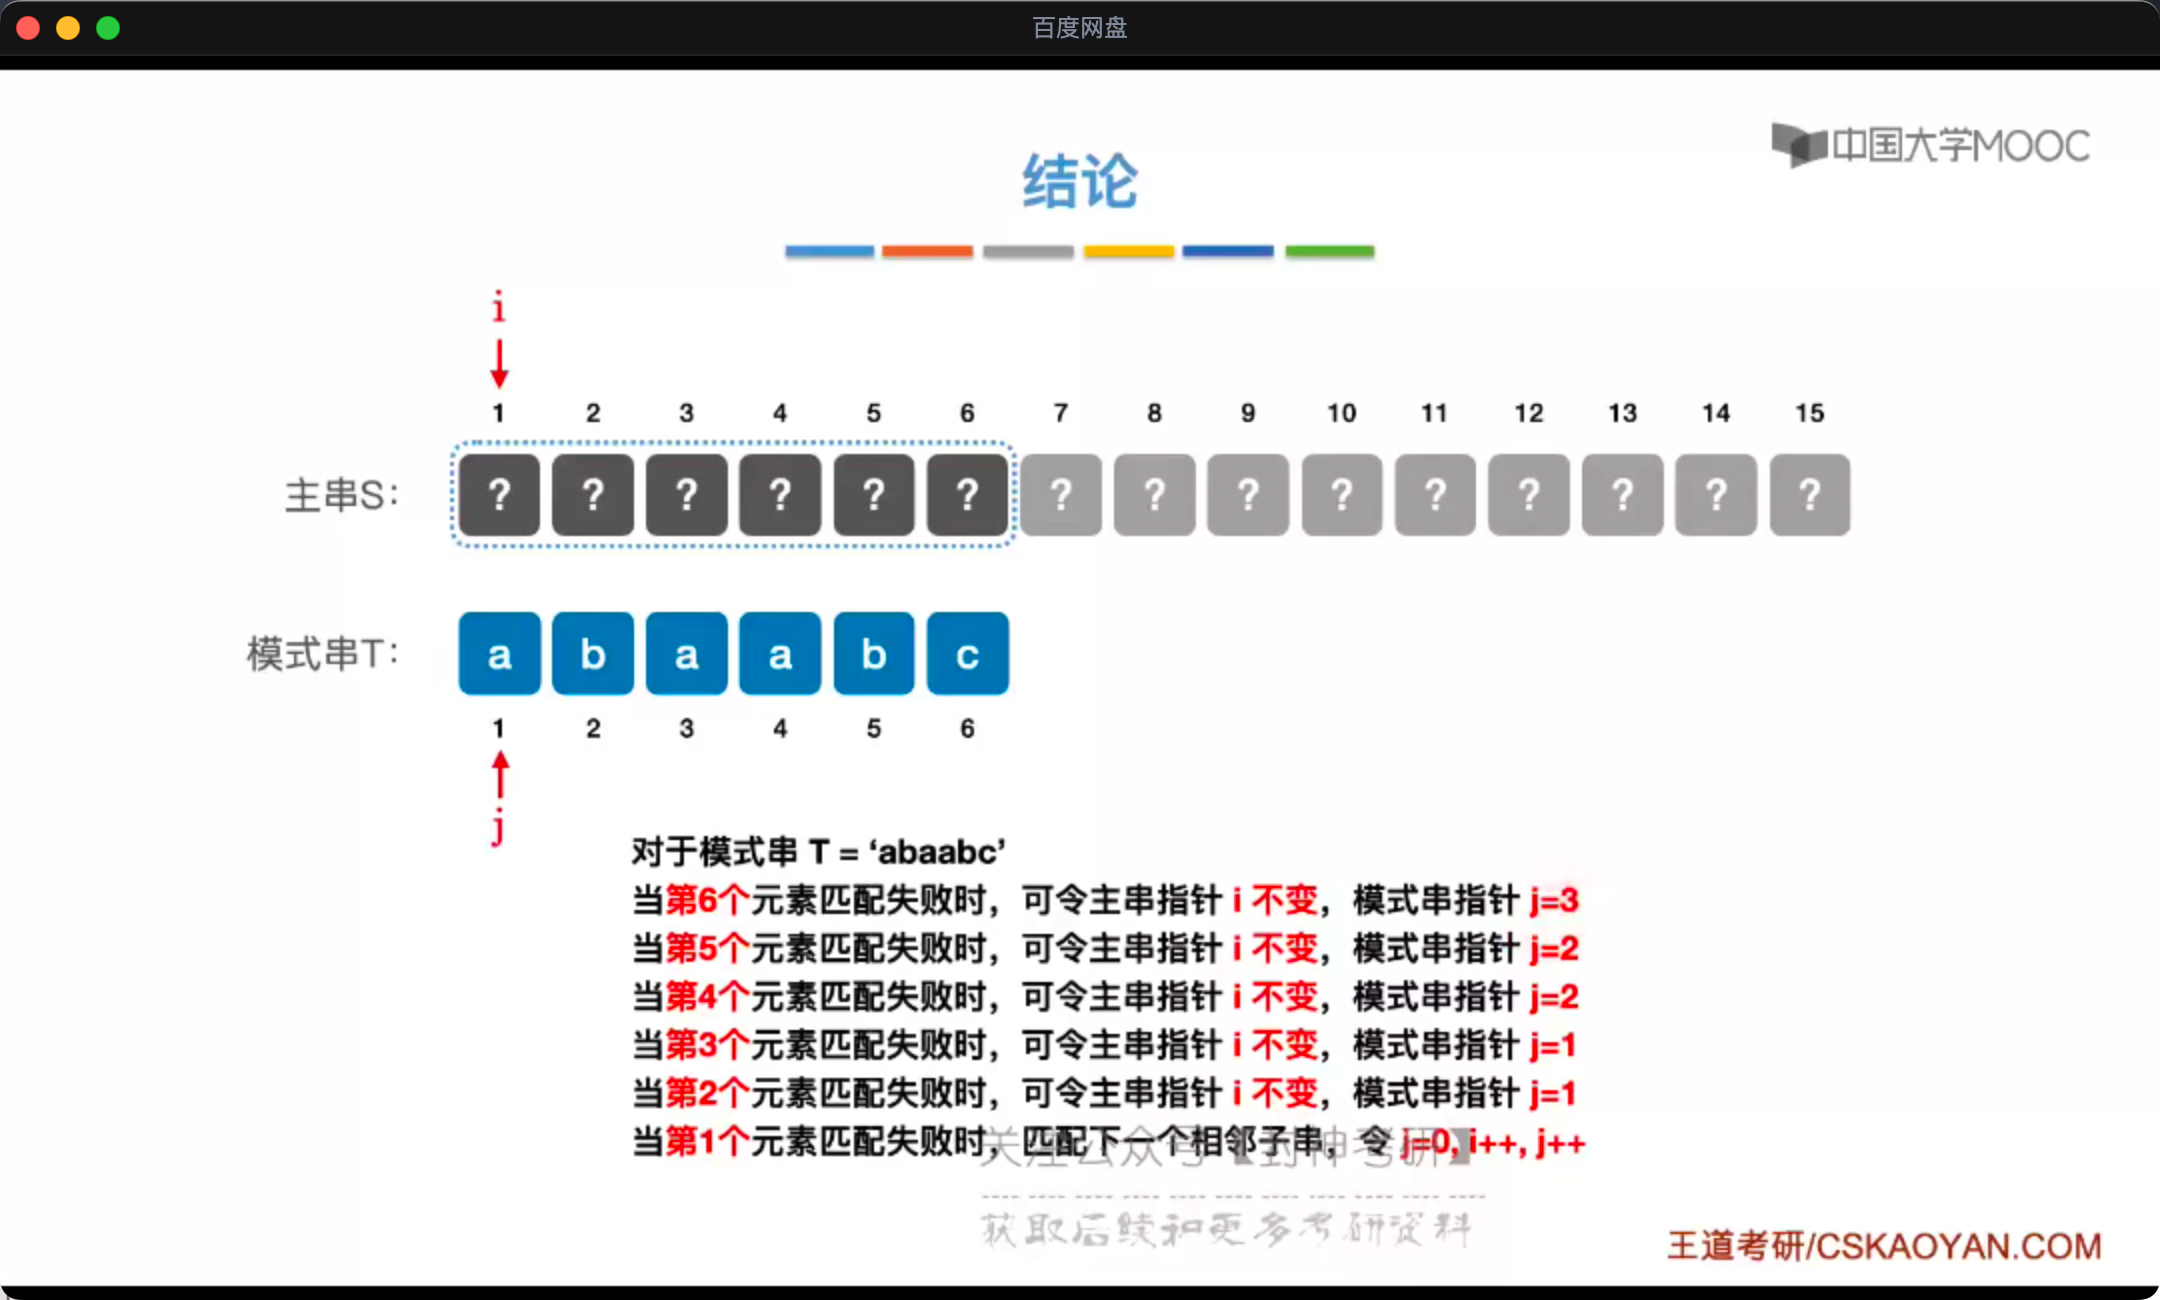 百度网盘
中国大学MOOC
结论
i
1 2 3 4 5 6 7 8 9 10 11 12 13 14 15
主串S: ? ? ? ? ? ? ? ? ? ? ? ? ? ? ?
模式串T: a b a a b c
1 2 3 4 5 6
j
对于模式串 T = ‘abaabc’
当第6个元素匹配失败时，可令主串指针 i 不变，模式串指针 j=3
当第5个元素匹配失败时，可令主串指针 i 不变，模式串指针 j=2
当第4个元素匹配失败时，可令主串指针 i 不变，模式串指针 j=2
当第3个元素匹配失败时，可令主串指针 i 不变，模式串指针 j=1
当第2个元素匹配失败时，可令主串指针 i 不变，模式串指针 j=1
当第1个元素匹配失败时，匹配下一个相邻子串，令 j=0, i++, j++
关注公众号【封神考研】
获取后续和更多考研资料
王道考研/CSKAOYAN.COM